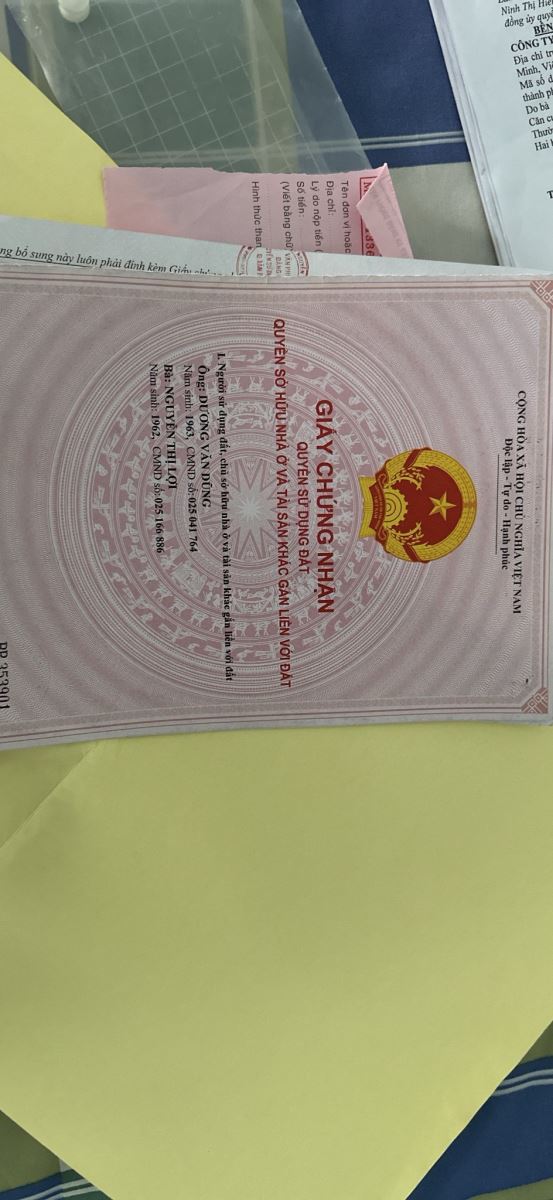 CỘNG HÒA XÃ HỘI CHỦ NGHĨA VIỆT NAM
Độc lập - Tự do - Hạnh phúc
GIẤY CHỨNG NHẬN
QUYỀN SỬ DỤNG ĐẤT
QUYỀN SỞ HỮU NHÀ Ở VÀ TÀI SẢN KHÁC GẮN LIỀN VỚI ĐẤT
I. Người sử dụng đất, chủ sở hữu nhà ở và tài sản khác gắn liền với đất
Ông: DƯƠNG VĂN DŨNG
Năm sinh: 1963, CMND số: 025 041 764
Bà: NGUYỄN THỊ LỢI
Năm sinh: 1962, CMND số: 025 166 886
353901
ng bổ sung này luôn phải đính kèm Giấy
Tên đơn vị hoặc
Địa chỉ:
Lý do nộp tiền
Số tiền:
(Viết bằng chữ
Hình thức than
Ninh Thị Hiề
đồng ủy quyề
BÊN
CÔNG TY
Địa chỉ tr
Minh, Vi
Mã số d
thành ph
Do bà
Căn cứ
Thườ
Hai